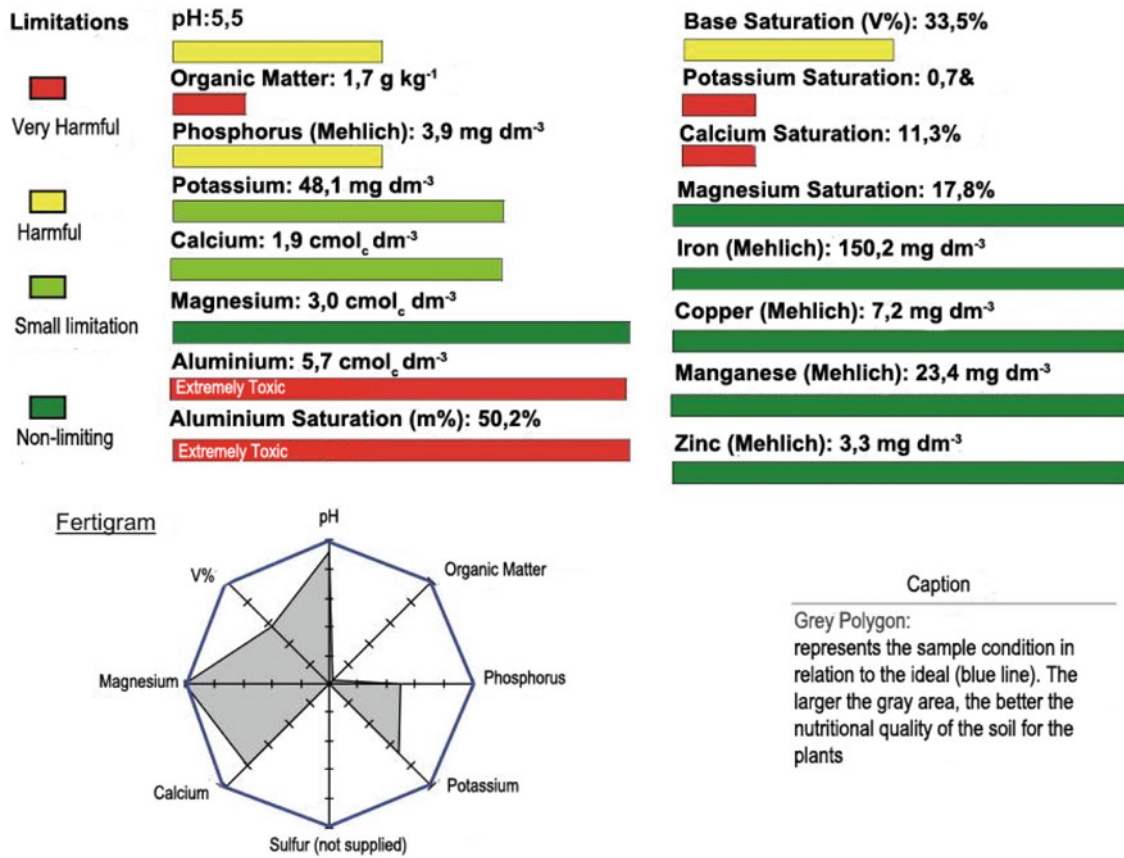 Limitations
Very Harmful
Harmful
Small limitation
Non-limiting
pH:5,5
Organic Matter: 1,7 g kg⁻¹
Phosphorus (Mehlich): 3,9 mg dm⁻³
Potassium: 48,1 mg dm⁻³
Calcium: 1,9 cmol꜀ dm⁻³
Magnesium: 3,0 cmol꜀ dm⁻³
Aluminium: 5,7 cmol꜀ dm⁻³
Extremely Toxic
Aluminium Saturation (m%): 50,2%
Extremely Toxic
Base Saturation (V%): 33,5%
Potassium Saturation: 0,7&
Calcium Saturation: 11,3%
Magnesium Saturation: 17,8%
Iron (Mehlich): 150,2 mg dm⁻³
Copper (Mehlich): 7,2 mg dm⁻³
Manganese (Mehlich): 23,4 mg dm⁻³
Zinc (Mehlich): 3,3 mg dm⁻³
Fertigram
pH
Organic Matter
Phosphorus
Potassium
Sulfur (not supplied)
Calcium
Magnesium
V%
Caption
Grey Polygon:
represents the sample condition in
relation to the ideal (blue line). The
larger the gray area, the better the
nutritional quality of the soil for the
plants